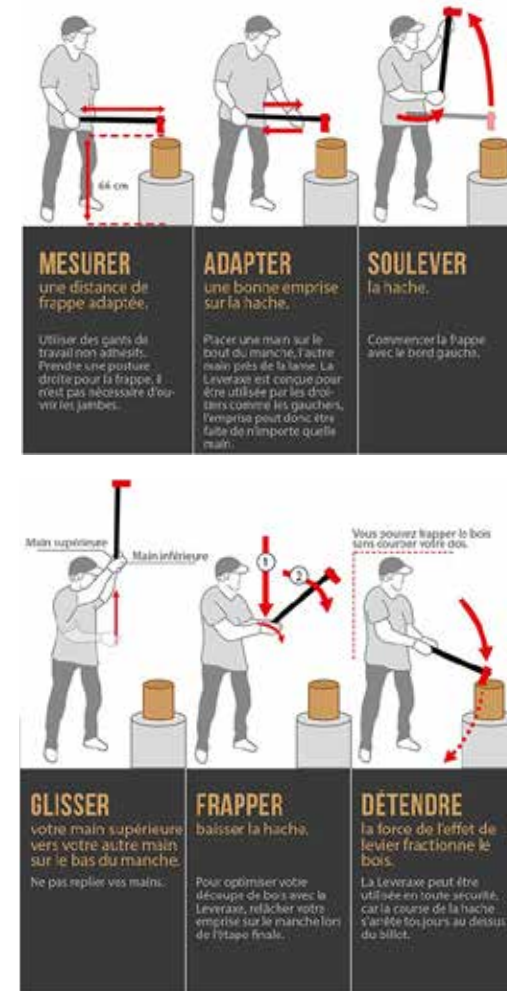 66 cm
MESURER
une distance de
frappe adaptée.
Utiliser des gants de
travail non adhésifs.
Prendre une posture
droite pour la frappe, il
n'est pas nécessaire d'ou-
vrir les jambes.
ADAPTER
une bonne emprise
sur la hache.
Placer une main sur le
bout du manche, l'autre
main près de la lame. La
Leveraxe est conçue pour
être utilisée par les droi-
tiers comme les gauchers,
l'emprise peut donc être
faite de n'importe quelle
main.
SOULEVER
la hache.
Commencer la frappe
avec le bord gauche.
Main supérieure
Main inférieure
GLISSER
votre main supérieure
vers votre autre main
sur le bas du manche.
Ne pas replier vos mains.
1
2
FRAPPER
baisser la hache.
Pour optimiser votre
découpe de bois avec la
Leveraxe, relâcher votre
emprise sur le manche lors
de l'étape finale.
Vous pouvez frapper le bois
sans courber votre dos.
DÉTENDRE
la force de l'effet de
levier fractionne le
bois.
La Leveraxe peut être
utilisée en toute sécurité,
car la course de la hache
s'arrête toujours au dessus
du billot.